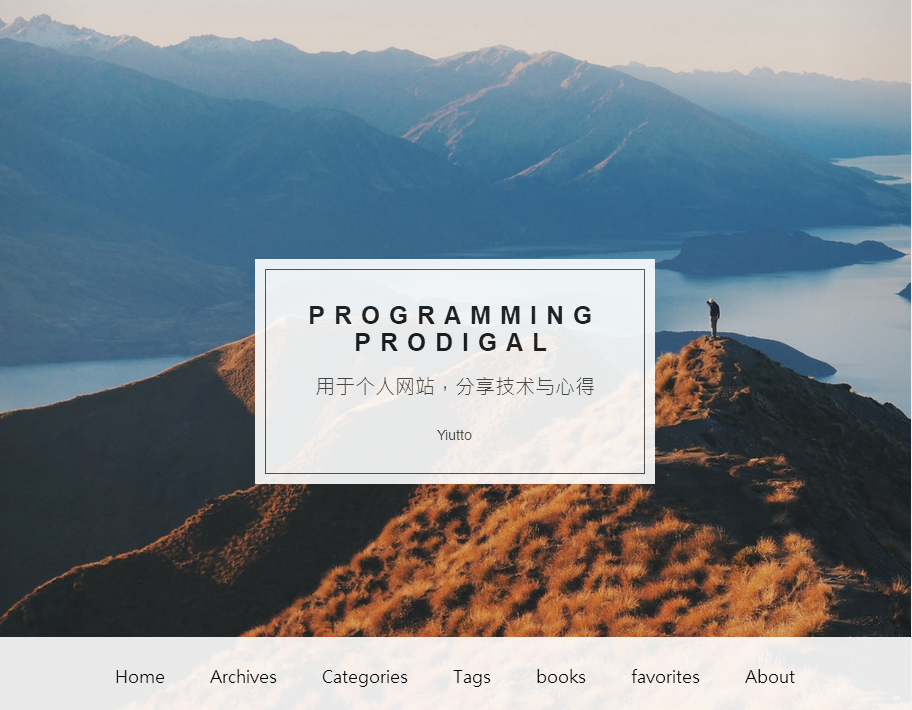 PROGRAMMING
PRODIGAL
用于个人网站，分享技术与心得
Yiutto
Home Archives Categories Tags books favorites About